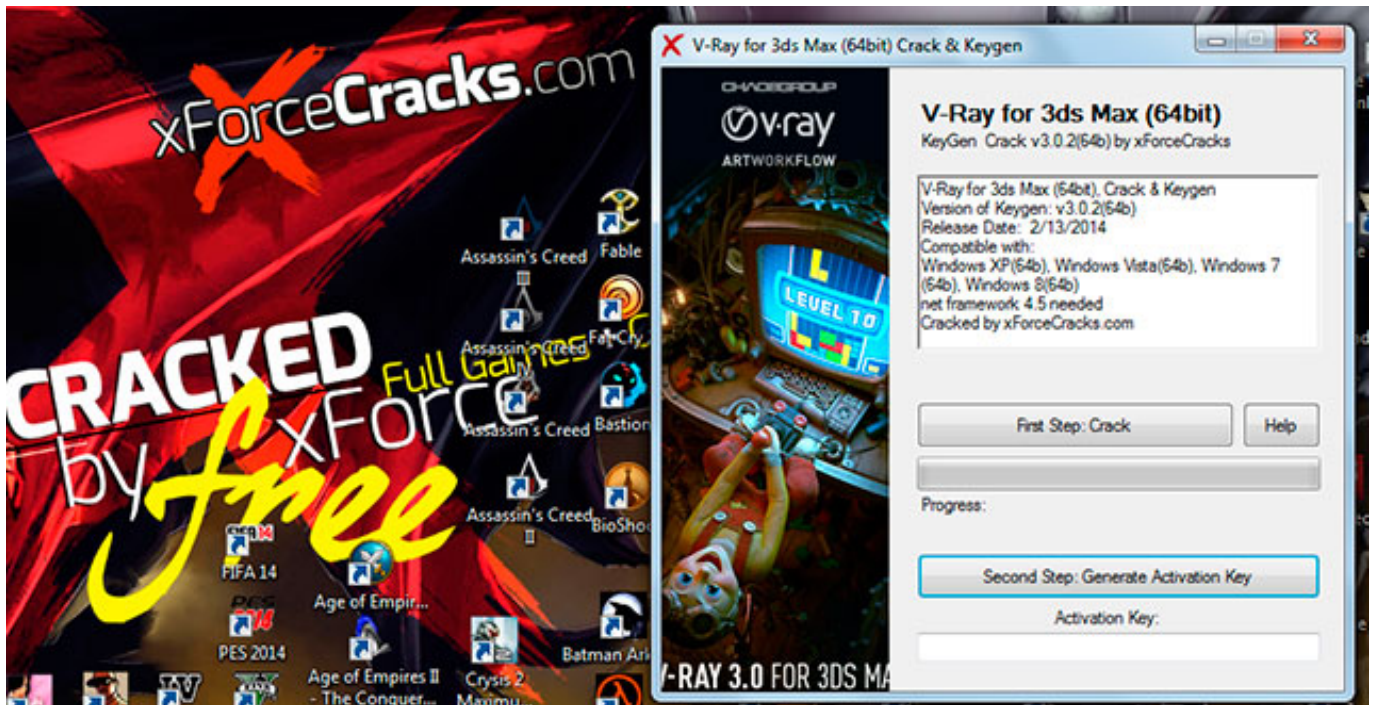 xForceCracks.com
CRACKED
by xForce
Full Games
free
Assassin's Creed
III
Fable
Assassin's Creed
Far Cry
Assassin's Creed
Bastion
Assassin's Creed
II
BioSho
FIFA 14
Age of Empir...
PES 2014
Age of Empires II
- The Conquer...
Crysis 2
Maximu...
Batman Ark
IV
V
V-Ray for 3ds Max (64bit) Crack & Keygen
CHAOSGROUP
v·ray
ARTWORKFLOW
LEVEL 10
V-RAY 3.0 FOR 3DS MA
V-Ray for 3ds Max (64bit)
KeyGen Crack v3.0.2(64b) by xForceCracks
V-Ray for 3ds Max (64bit), Crack & Keygen
Version of Keygen: v3.0.2(64b)
Release Date: 2/13/2014
Compatible with:
Windows XP(64b), Windows Vista(64b), Windows 7
(64b), Windows 8(64b)
net framework 4.5 needed
Cracked by xForceCracks.com
First Step: Crack
Help
Progress:
Second Step: Generate Activation Key
Activation Key: